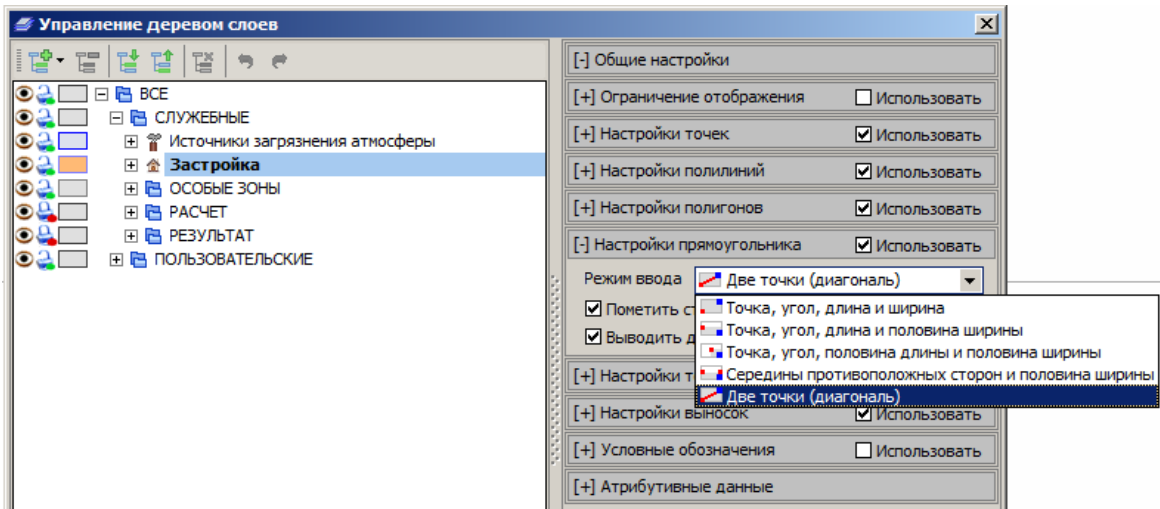 Управление деревом слоев
ВСЕ
СЛУЖЕБНЫЕ
Источники загрязнения атмосферы
Застройка
ОСОБЫЕ ЗОНЫ
РАСЧЕТ
РЕЗУЛЬТАТ
ПОЛЬЗОВАТЕЛЬСКИЕ
[-] Общие настройки
[+] Ограничение отображения Использовать
[+] Настройки точек Использовать
[+] Настройки полилиний Использовать
[+] Настройки полигонов Использовать
[-] Настройки прямоугольника Использовать
Режим ввода Две точки (диагональ)
Пометить
Выводить
Точка, угол, длина и ширина
Точка, угол, длина и половина ширины
Точка, угол, половина длины и половина ширины
Середины противоположных сторон и половина ширины
Две точки (диагональ)
[+] Настройки
[+] Настройки выносок Использовать
[+] Условные обозначения Использовать
[+] Атрибутивные данные